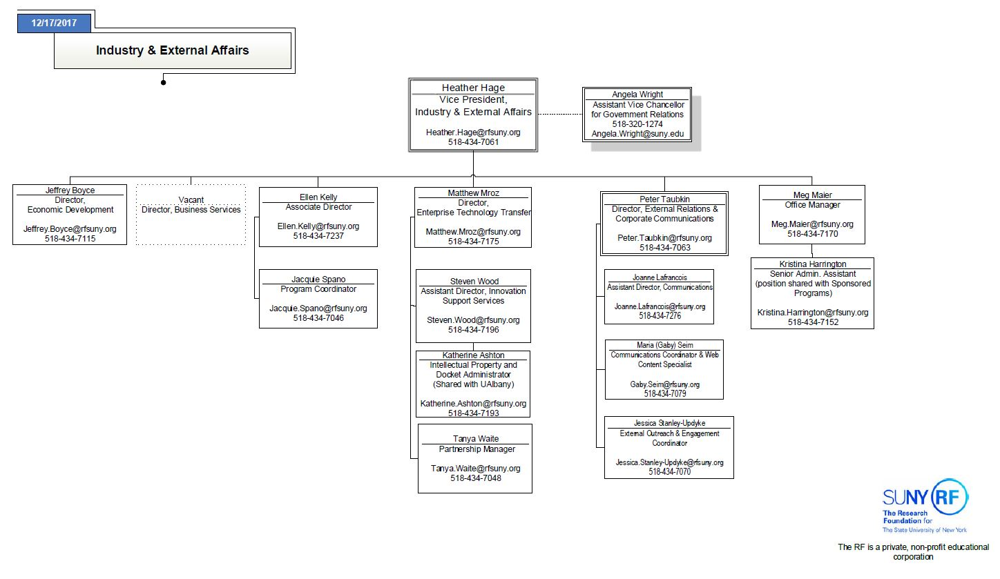 12/17/2017
Industry & External Affairs
Heather Hage
Vice President,
Industry & External Affairs
Heather.Hage@rfsuny.org
518-434-7061
Angela Wright
Assistant Vice Chancellor
for Government Relations
518-320-1274
Angela.Wright@suny.edu
Jeffrey Boyce
Director,
Economic Development
Jeffrey.Boyce@rfsuny.org
518-434-7115
Vacant
Director, Business Services
Ellen Kelly
Associate Director
Ellen.Kelly@rfsuny.org
518-434-7237
Jacquie Spano
Program Coordinator
Jacquie.Spano@rfsuny.org
518-434-7046
Matthew Mroz
Director,
Enterprise Technology Transfer
Matthew.Mroz@rfsuny.org
518-434-7175
Steven Wood
Assistant Director, Innovation
Support Services
Steven.Wood@rfsuny.org
518-434-7196
Katherine Ashton
Intellectual Property and
Docket Administrator
(Shared with UAlbany)
Katherine.Ashton@rfsuny.org
518-434-7193
Tanya Waite
Partnership Manager
Tanya.Waite@rfsuny.org
518-434-7048
Peter Taubkin
Director, External Relations &
Corporate Communications
Peter.Taubkin@rfsuny.org
518-434-7063
Joanne Lafrancois
Assistant Director, Communications
Joanne.Lafrancois@rfsuny.org
518-434-7276
Maria (Gaby) Seim
Communications Coordinator & Web
Content Specialist
Gaby.Seim@rfsuny.org
518-434-7079
Jessica Stanley-Updyke
External Outreach & Engagement
Coordinator
Jessica.Stanley-Updyke@rfsuny.org
518-434-7070
Meg Maier
Office Manager
Meg.Maier@rfsuny.org
518-434-7170
Kristina Harrington
Senior Admin. Assistant
(position shared with Sponsored
Programs)
Kristina.Harrington@rfsuny.org
518-434-7152
SUNY RF
The Research
Foundation for
The State University of New York
The RF is a private, non-profit educational
corporation